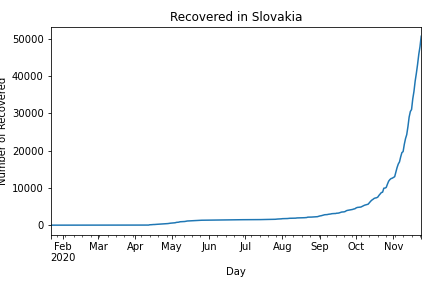 Recovered in Slovakia
Number of Recovered
50000
40000
30000
20000
10000
0
Feb Mar Apr May Jun Jul Aug Sep Oct Nov
2020
Day